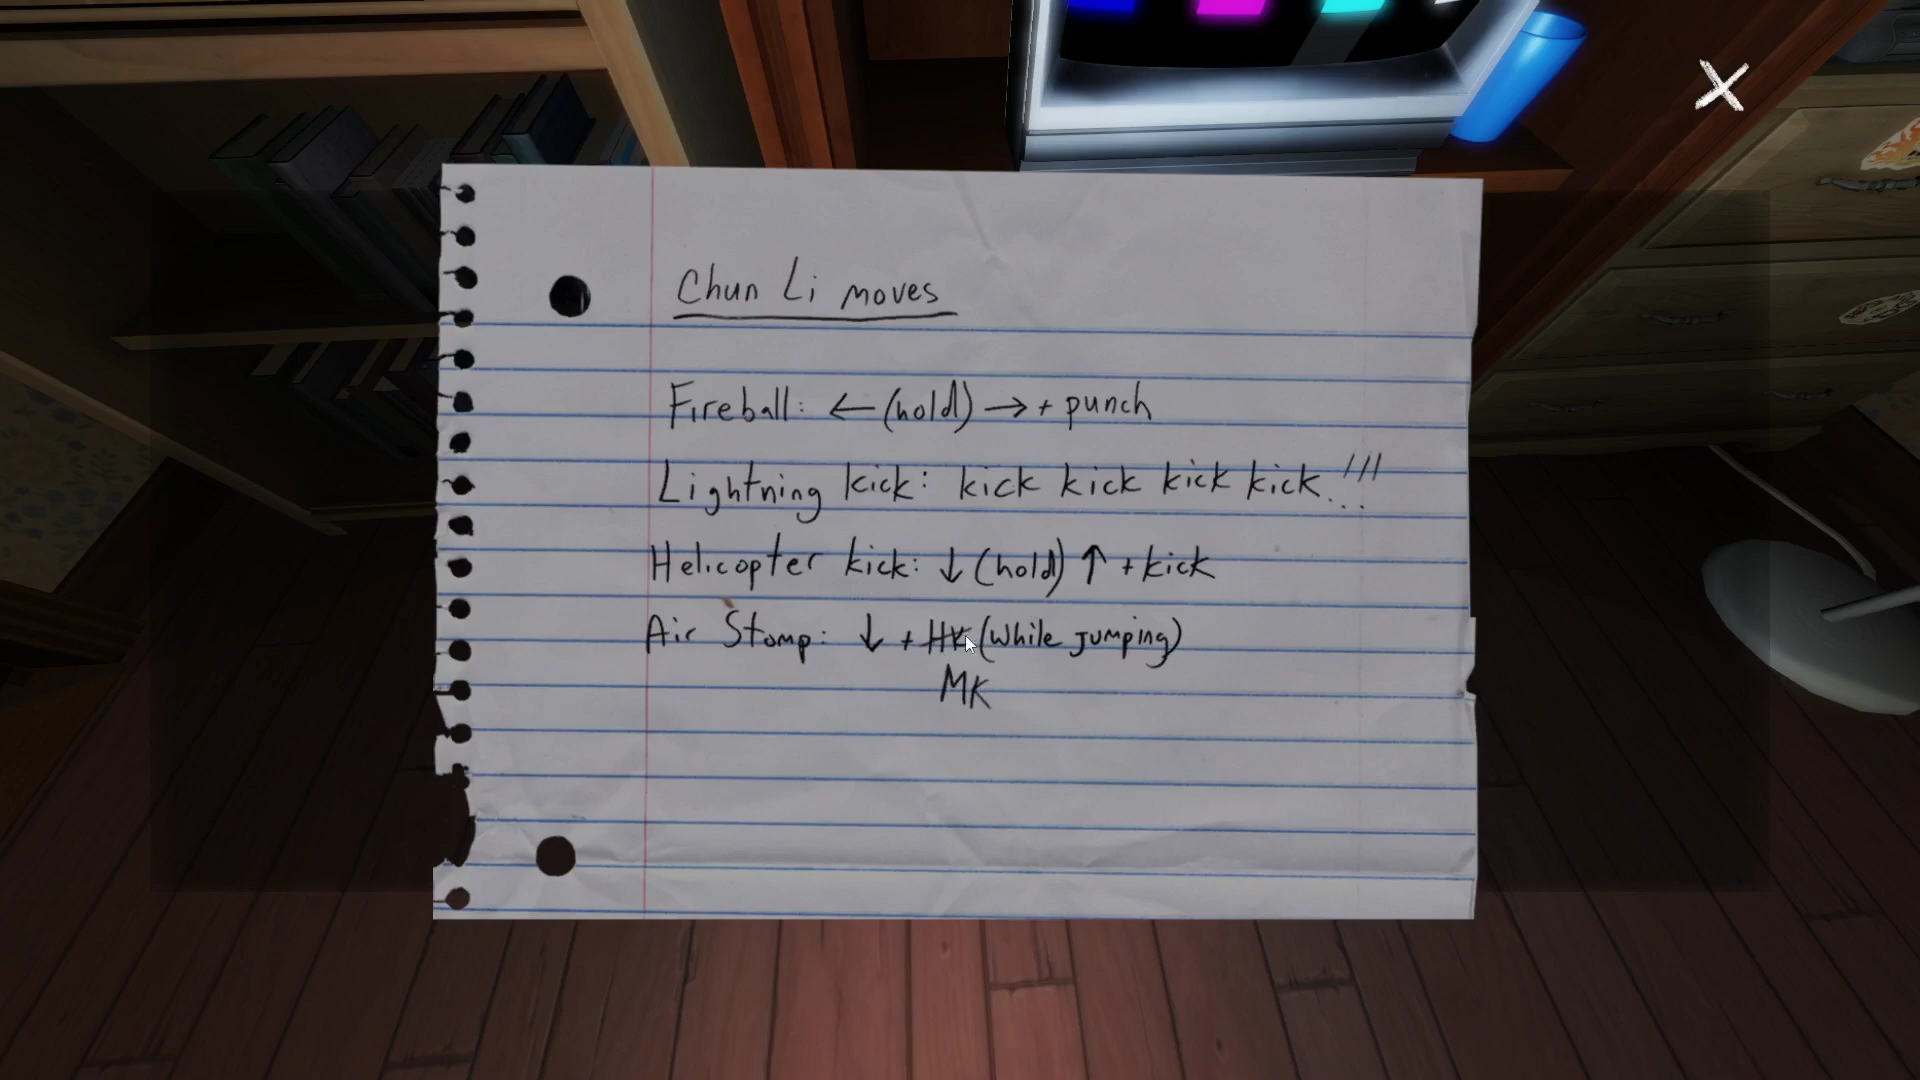 Chun Li moves
Fireball: ← (hold) → + punch
Lightning kick: kick kick kick kick!!!
Helicopter kick: ↓ (hold) ↑ + kick
Air Stomp: ↓ + HK (while jumping)
MK